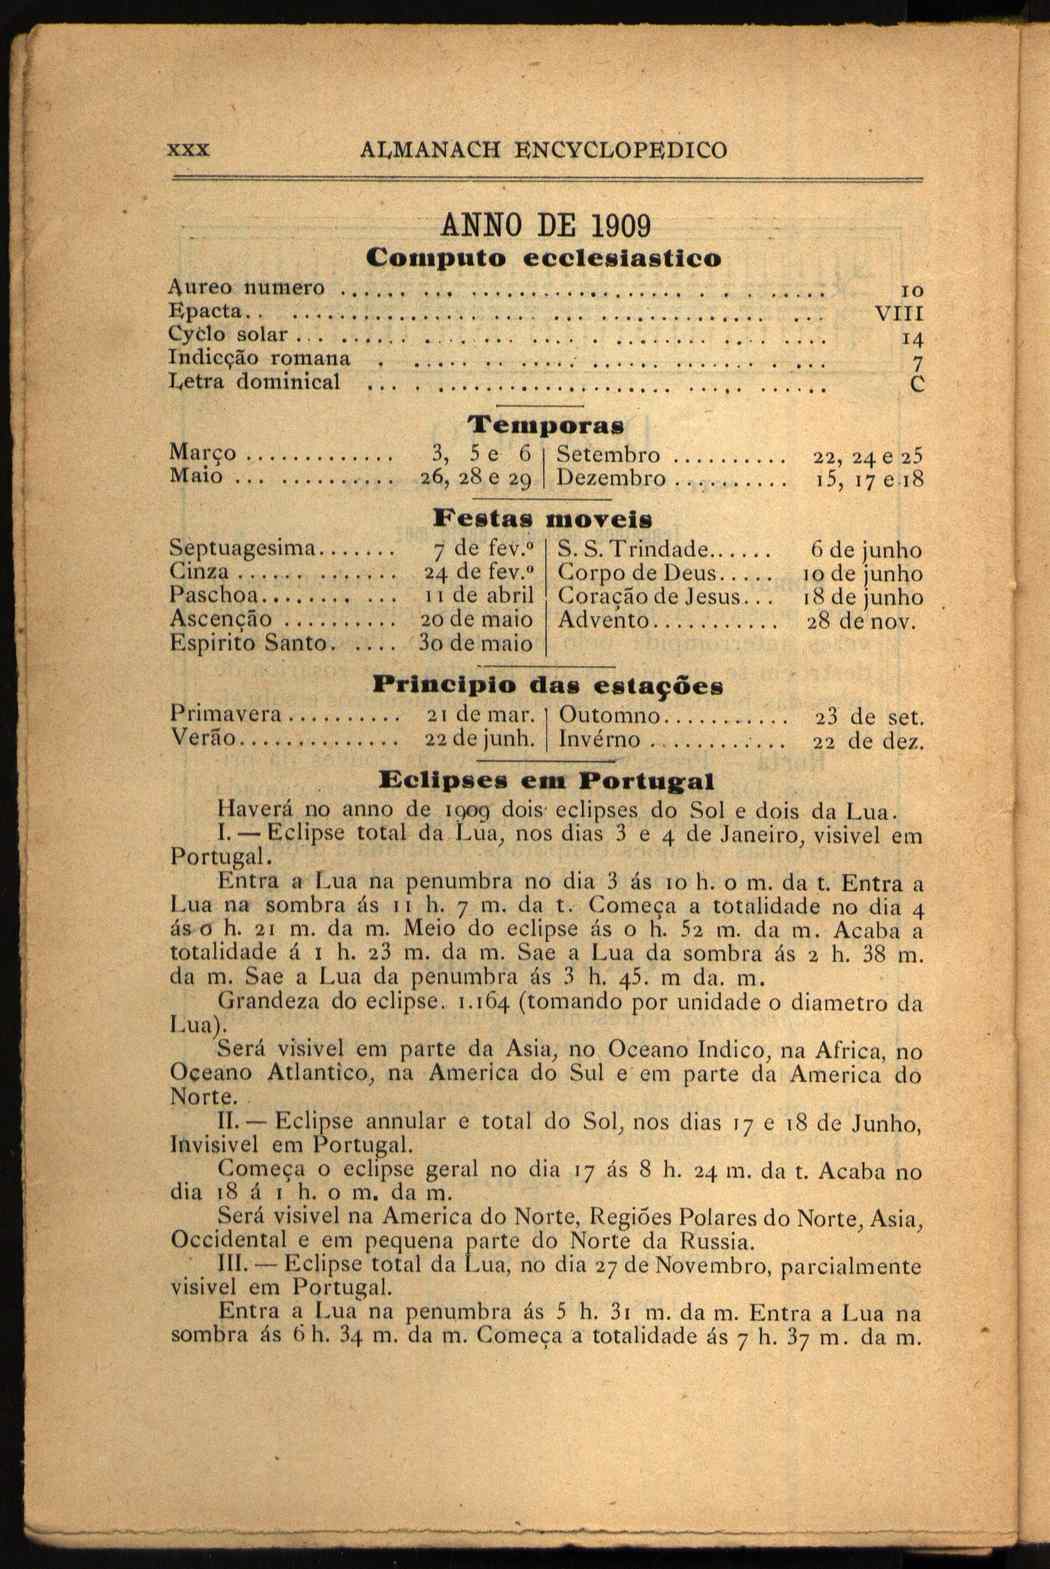 XXX ALMANACH ENCYCLOPEDICO
ANNO DE 1909
Computo ecclesiastico
Aureo numero .................................................. 10
Epacta.. .................................................. VIII
Cyclo solar .................................................. 14
Indicção romana .................................................. 7
Letra dominical .................................................. C
Temporas
Março ............. 3, 5 e 6 | Setembro .......... 22, 24 e 25
Maio ............. 26, 28 e 29 | Dezembro .......... 15, 17 e 18
Festas moveis
Septuagesima....... 7 de fev.º | S. S. Trindade...... 6 de junho
Cinza ............. 24 de fev.º | Corpo de Deus..... 10 de junho
Paschoa........... 11 de abril | Coração de Jesus... 18 de junho
Ascenção .......... 20 de maio | Advento........... 28 de nov.
Espirito Santo. .... 30 de maio
Principio das estações
Primavera .......... 21 de mar. | Outomno........... 23 de set.
Verão.............. 22 de junh. | Invérno ............ 22 de dez.
Eclipses em Portugal
Haverá no anno de 1909 dois eclipses do Sol e dois da Lua.
I. — Eclipse total da Lua, nos dias 3 e 4 de Janeiro, visivel em
Portugal.
Entra a Lua na penumbra no dia 3 ás 10 h. 0 m. da t. Entra a
Lua na sombra ás 11 h. 7 m. da t. Começa a totalidade no dia 4
ás 0 h. 21 m. da m. Meio do eclipse ás 0 h. 52 m. da m. Acaba a
totalidade á 1 h. 23 m. da m. Sae a Lua da sombra ás 2 h. 38 m.
da m. Sae a Lua da penumbra ás 3 h. 45. m da. m.
Grandeza do eclipse. 1.164 (tomando por unidade o diametro da
Lua).
Será visivel em parte da Asia, no Oceano Indico, na Africa, no
Oceano Atlantico, na America do Sul e em parte da America do
Norte.
II. — Eclipse annular e total do Sol, nos dias 17 e 18 de Junho,
Invisivel em Portugal.
Começa o eclipse geral no dia 17 ás 8 h. 24 m. da t. Acaba no
dia 18 á 1 h. 0 m. da m.
Será visivel na America do Norte, Regiões Polares do Norte, Asia,
Occidental e em pequena parte do Norte da Russia.
III. — Eclipse total da Lua, no dia 27 de Novembro, parcialmente
visivel em Portugal.
Entra a Lua na penumbra ás 5 h. 31 m. da m. Entra a Lua na
sombra ás 6 h. 34 m. da m. Começa a totalidade ás 7 h. 37 m. da m.